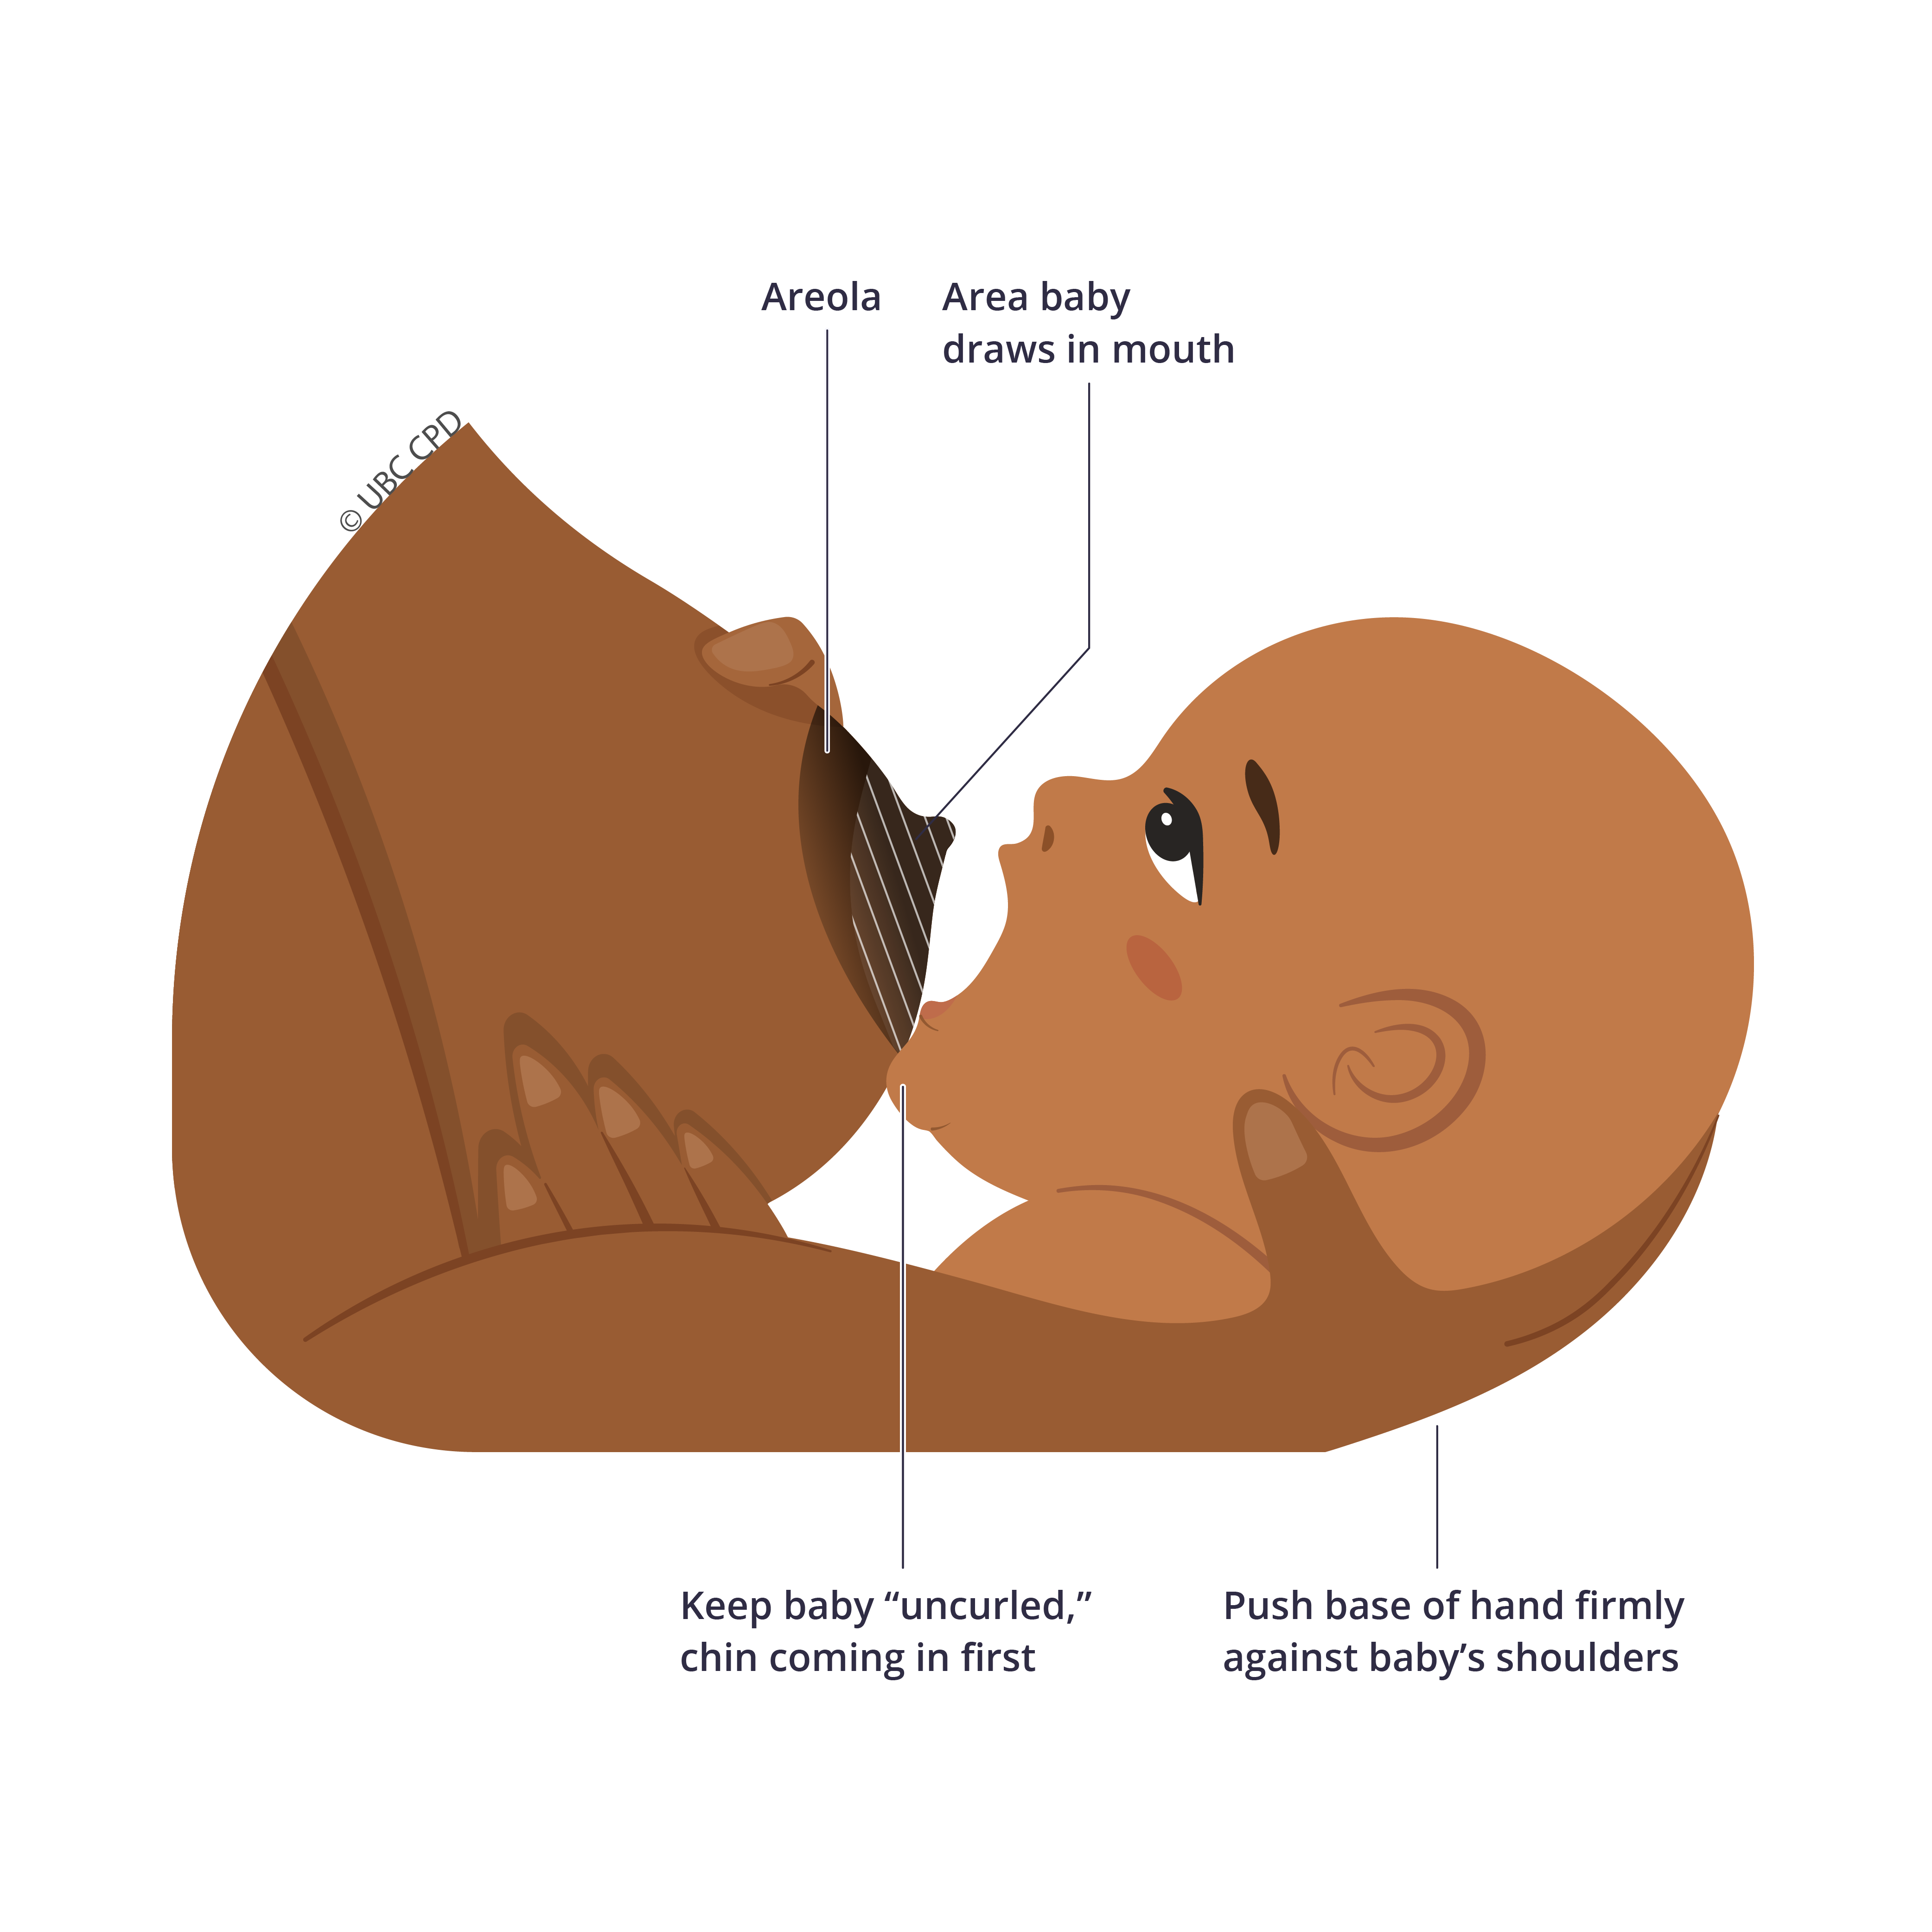 Areola
Area baby
draws in mouth
© UBC CPD
Keep baby “uncurled,”
chin coming in first
Push base of hand firmly
against baby’s shoulders